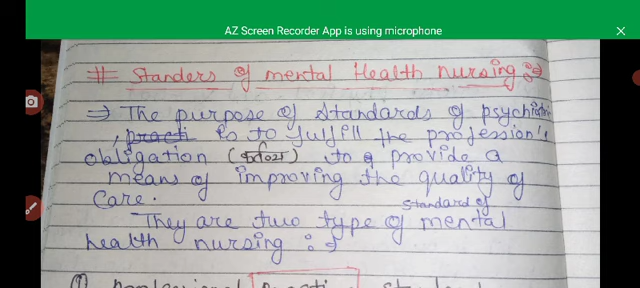 AZ Screen Recorder App is using microphone
# Standers of mental Health nursing :→
⇒ The purpose of standards of psychiatric
practi is to fulfill the profession's
obligation (कर्तव्य) to provide a
means of improving the quality of
care.
standard of
They are two type of mental
health nursing :→